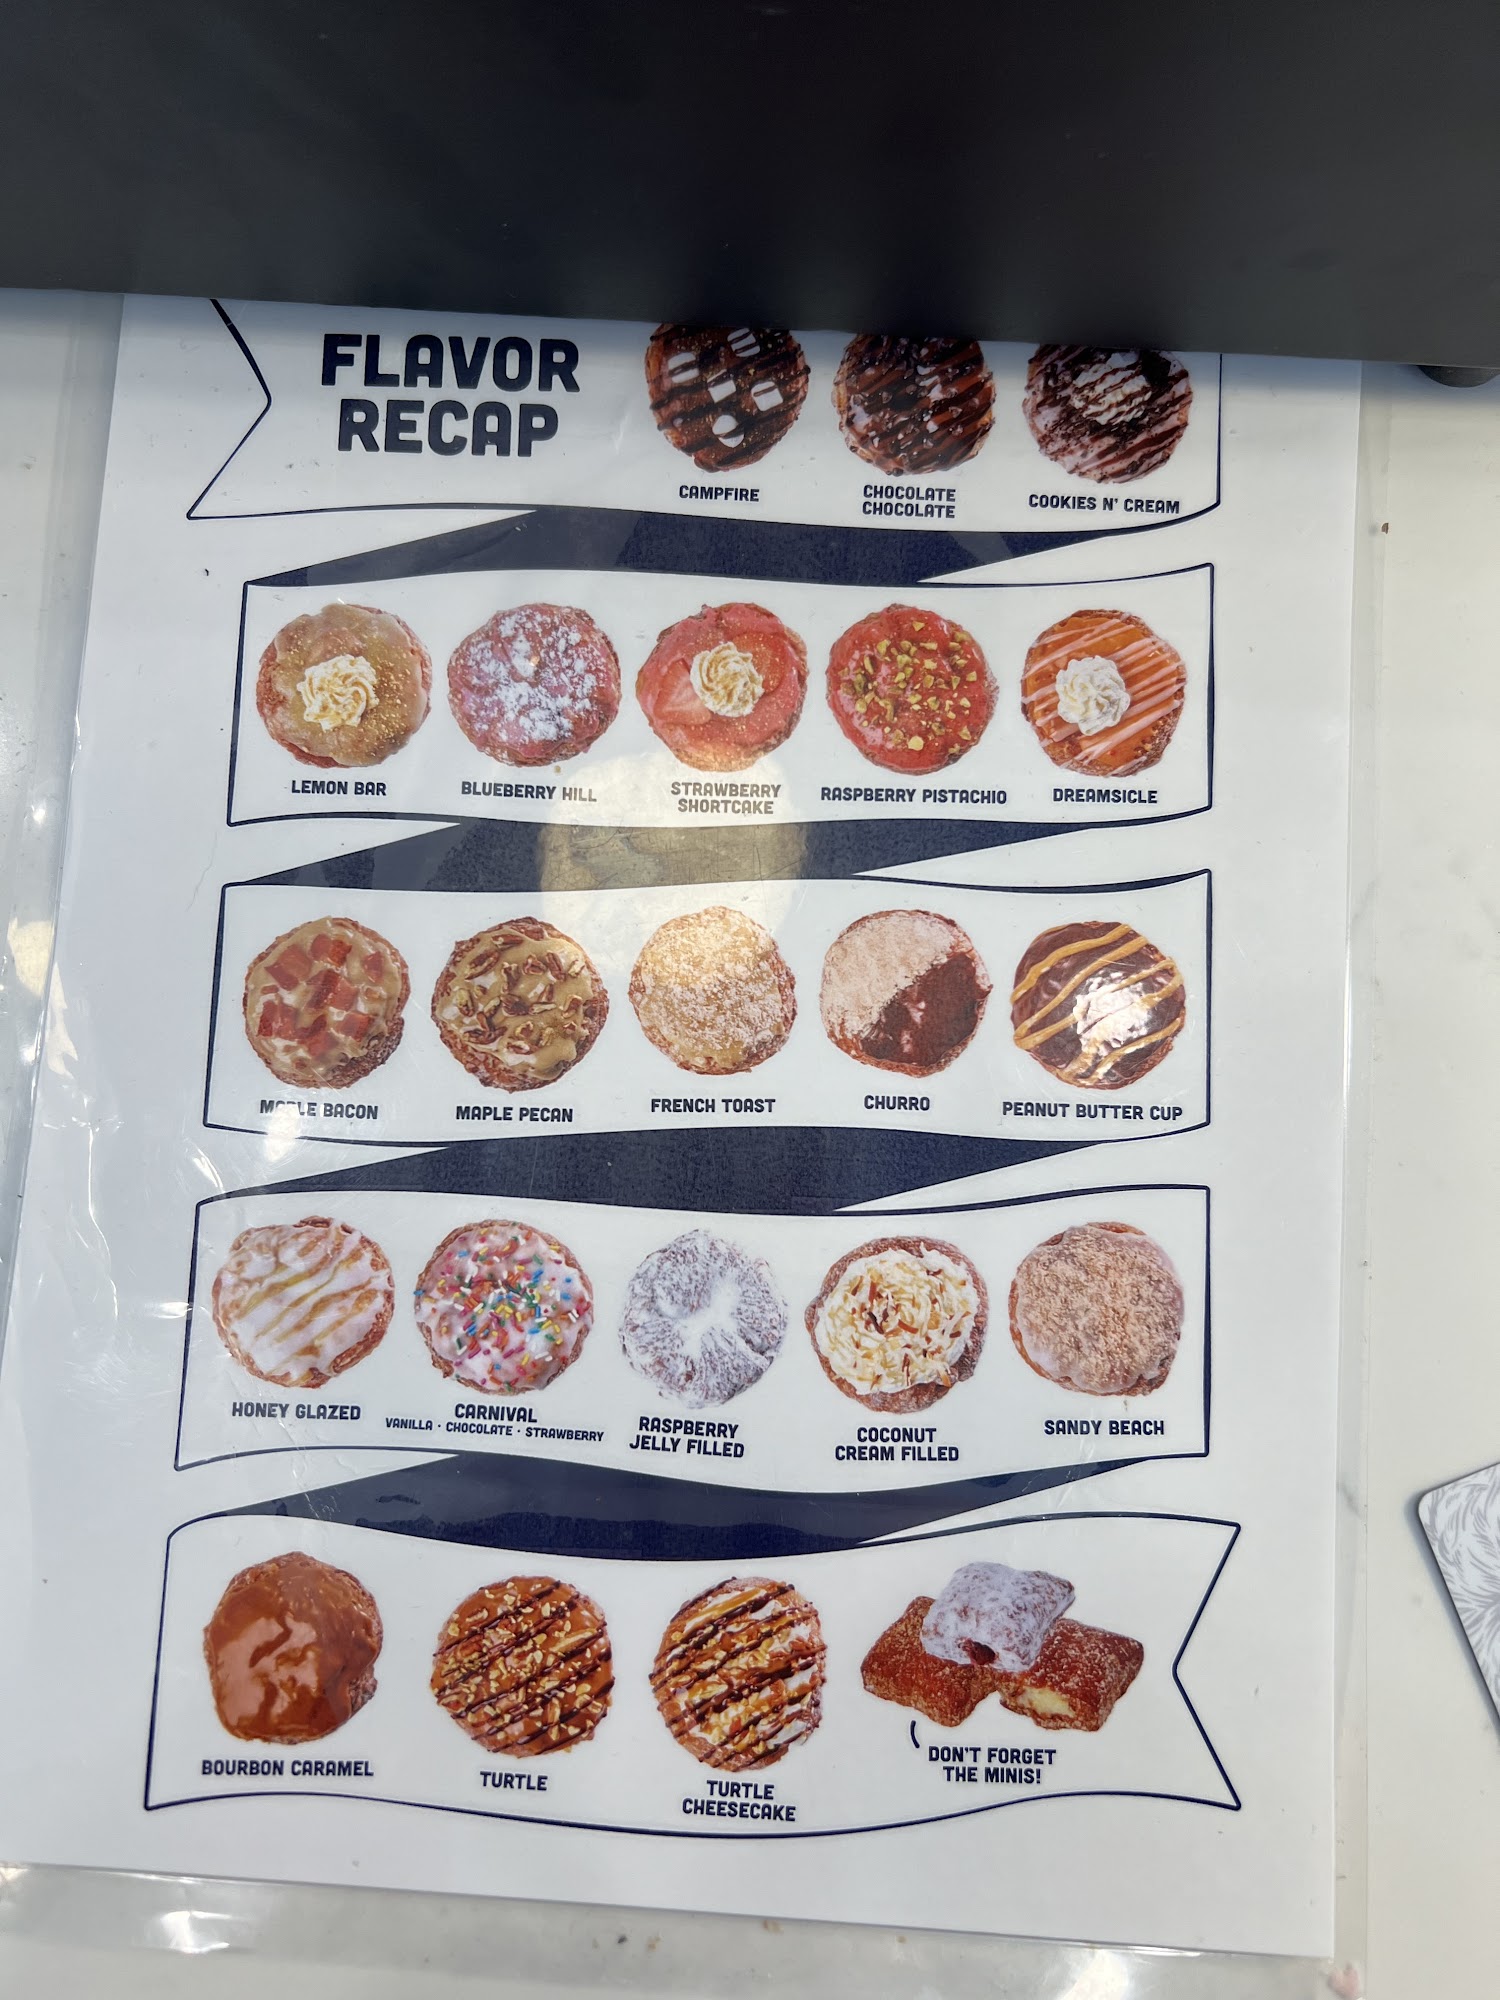 FLAVOR
RECAP
CAMPFIRE
CHOCOLATE
CHOCOLATE
COOKIES N' CREAM
LEMON BAR
BLUEBERRY HILL
STRAWBERRY
SHORTCAKE
RASPBERRY PISTACHIO
DREAMSICLE
MAPLE BACON
MAPLE PECAN
FRENCH TOAST
CHURRO
PEANUT BUTTER CUP
HONEY GLAZED
CARNIVAL
VANILLA · CHOCOLATE · STRAWBERRY
RASPBERRY
JELLY FILLED
COCONUT
CREAM FILLED
SANDY BEACH
BOURBON CARAMEL
TURTLE
TURTLE
CHEESECAKE
DON'T FORGET
THE MINIS!